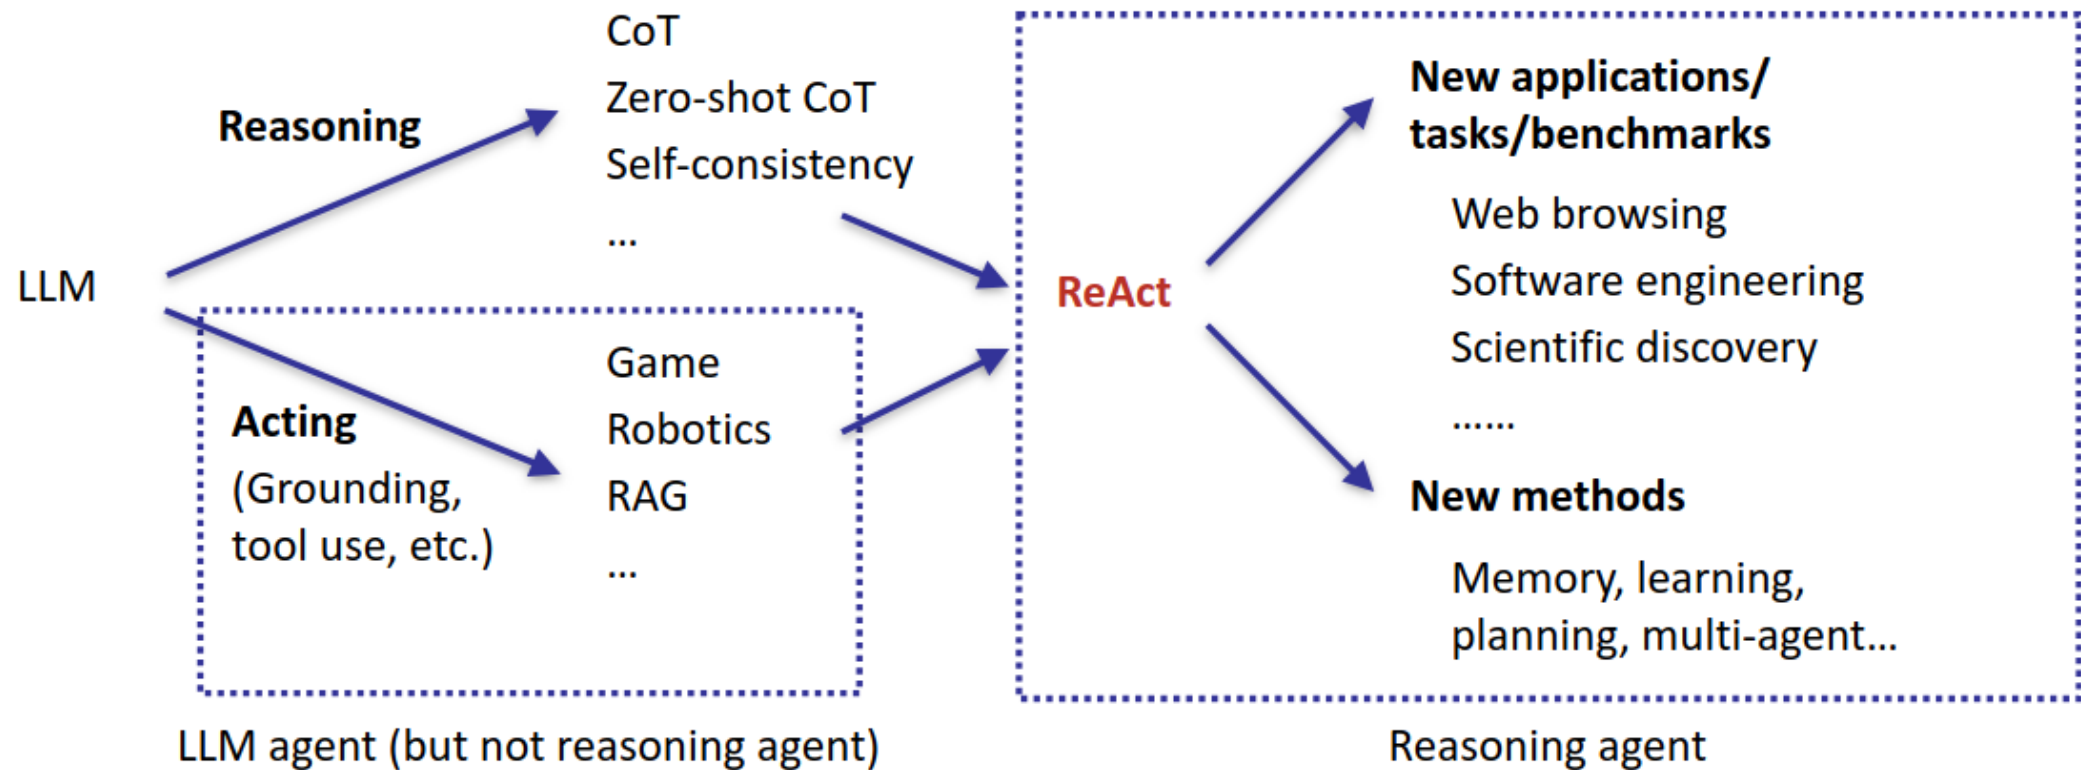 LLM
Reasoning
CoT
Zero-shot CoT
Self-consistency
...
Acting
(Grounding,
tool use, etc.)
Game
Robotics
RAG
...
LLM agent (but not reasoning agent)
ReAct
New applications/
tasks/benchmarks
Web browsing
Software engineering
Scientific discovery
......
New methods
Memory, learning,
planning, multi-agent...
Reasoning agent